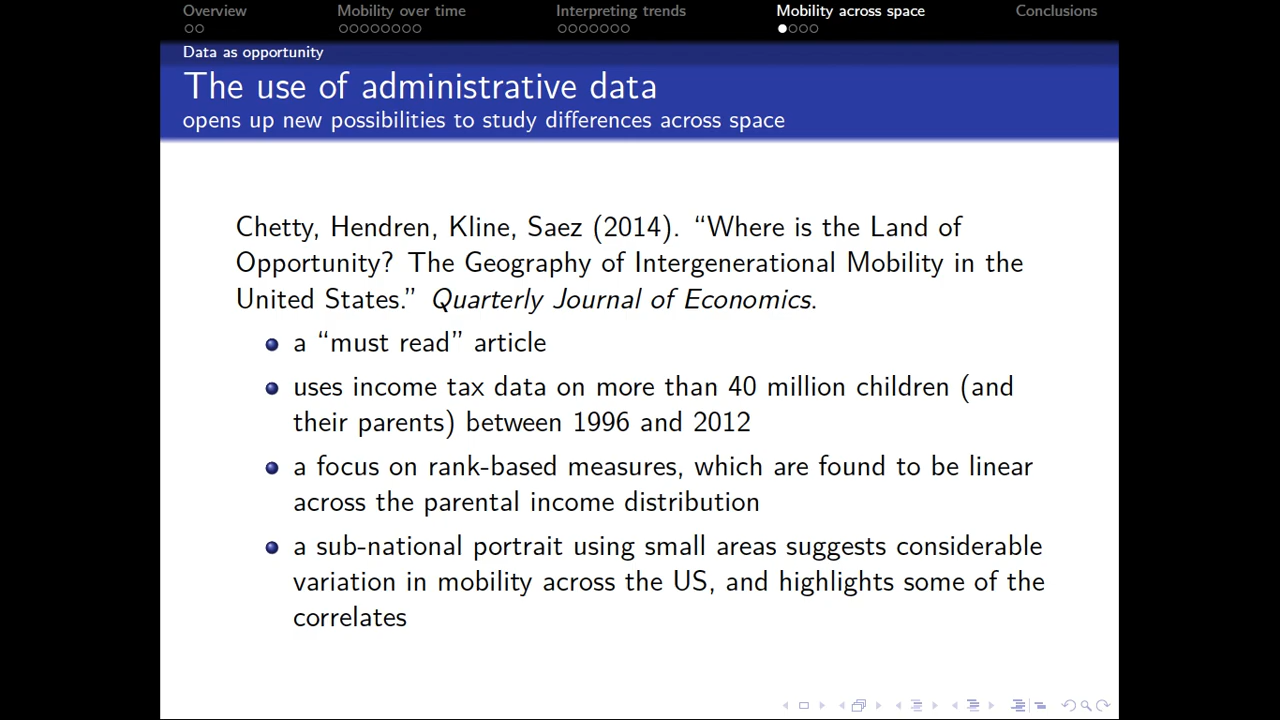 Overview Mobility over time Interpreting trends Mobility across space Conclusions
Data as opportunity
The use of administrative data
opens up new possibilities to study differences across space
Chetty, Hendren, Kline, Saez (2014). “Where is the Land of
Opportunity? The Geography of Intergenerational Mobility in the
United States.” Quarterly Journal of Economics.
a “must read” article
uses income tax data on more than 40 million children (and
their parents) between 1996 and 2012
a focus on rank-based measures, which are found to be linear
across the parental income distribution
a sub-national portrait using small areas suggests considerable
variation in mobility across the US, and highlights some of the
correlates